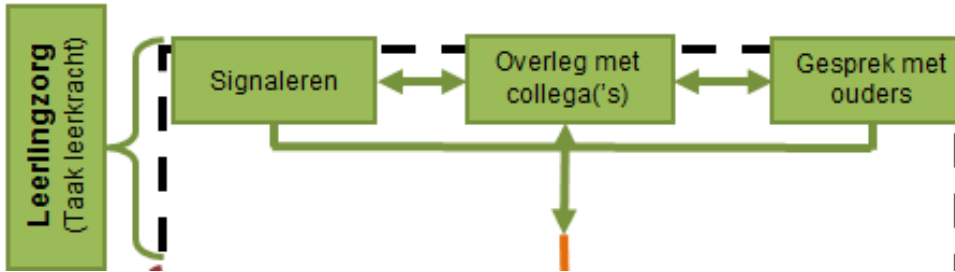 Leerlingzorg
(Taak leerkracht)
Signaleren
Overleg met
collega('s)
Gesprek met
ouders